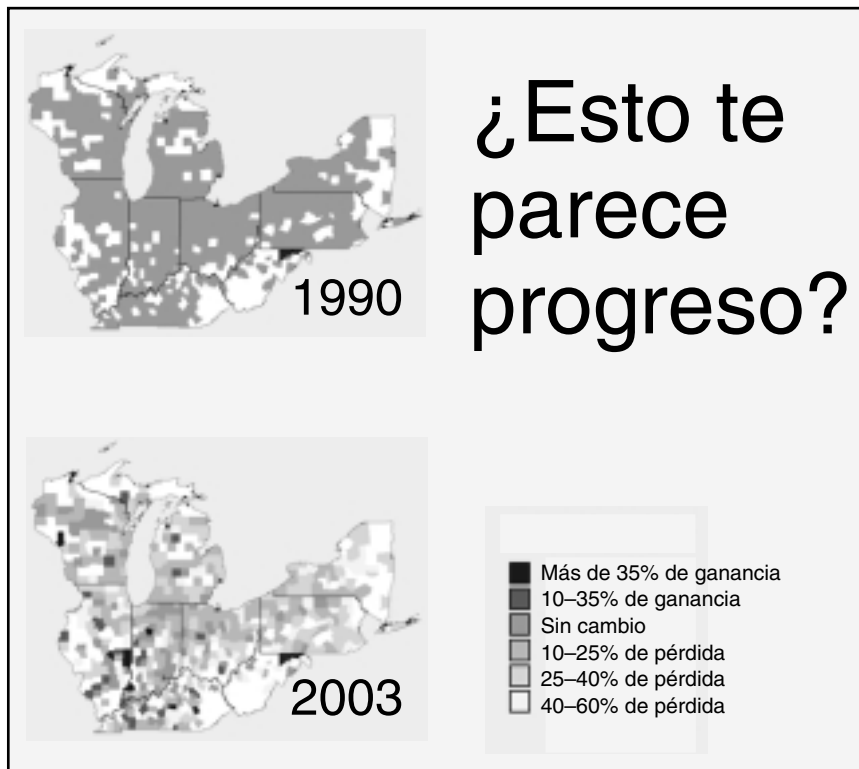 ¿Esto te
parece
progreso?
1990
2003
Más de 35% de ganancia
10–35% de ganancia
Sin cambio
10–25% de pérdida
25–40% de pérdida
40–60% de pérdida